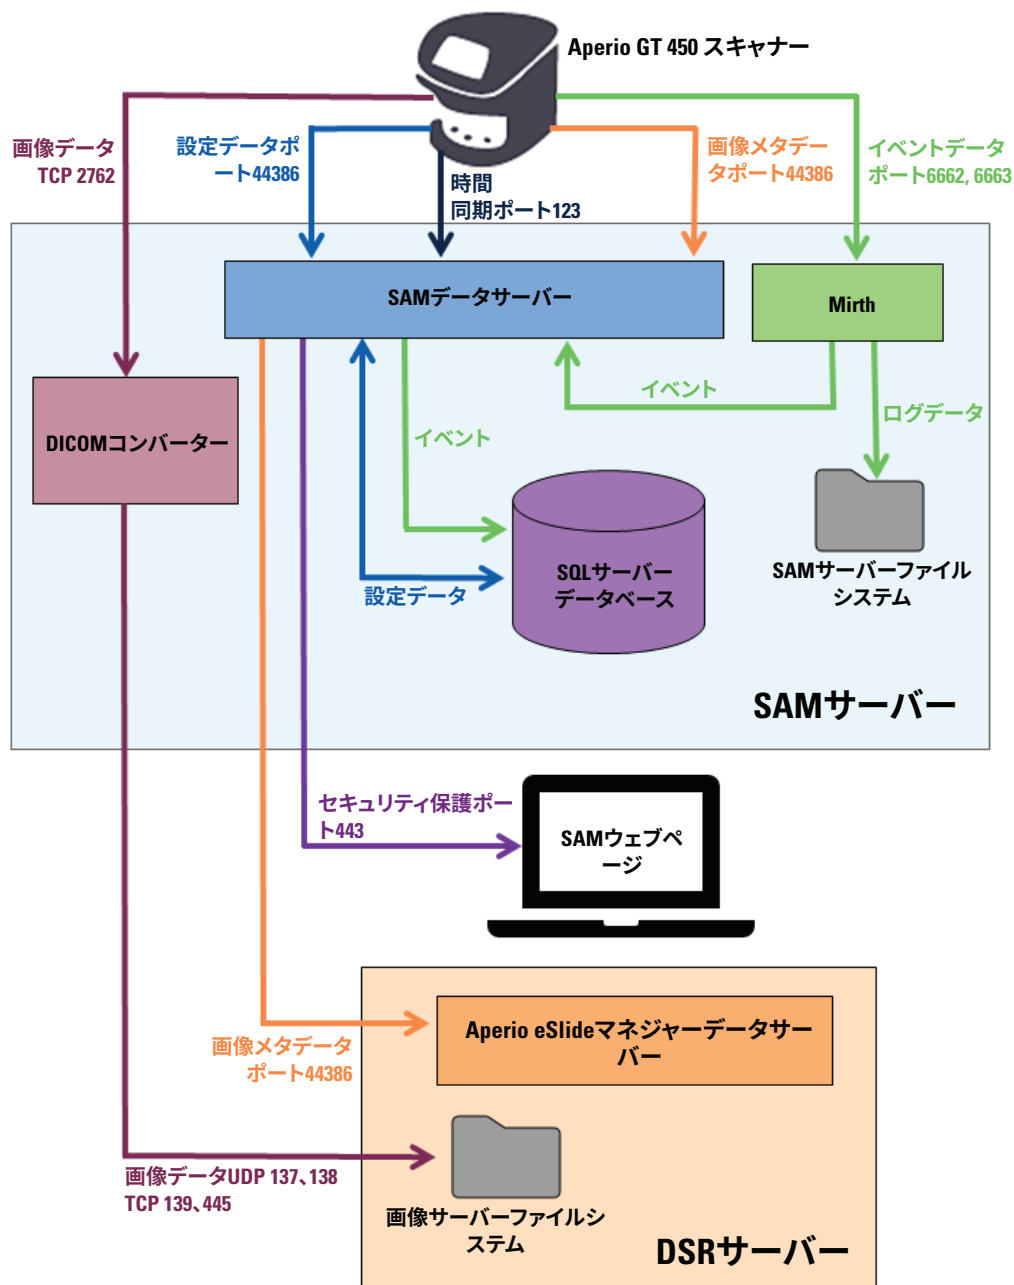 Aperio GT 450 スキャナー
画像データ
TCP 2762
設定データポ
ート44386
時間
同期ポート123
画像メタデー
タポート44386
イベントデータ
ポート6662, 6663
SAMデータサーバー
Mirth
イベント
ログデータ
DICOMコンバーター
イベント
SQLサーバー
データベース
設定データ
SAMサーバーファイル
システム
SAMサーバー
セキュリティ保護ポー
ト443
SAMウェブペ
ージ
Aperio eSlideマネジャーデータサー
バー
画像メタデータ
ポート44386
画像データUDP 137、138
TCP 139、445
画像サーバーファイルシ
ステム
DSRサーバー